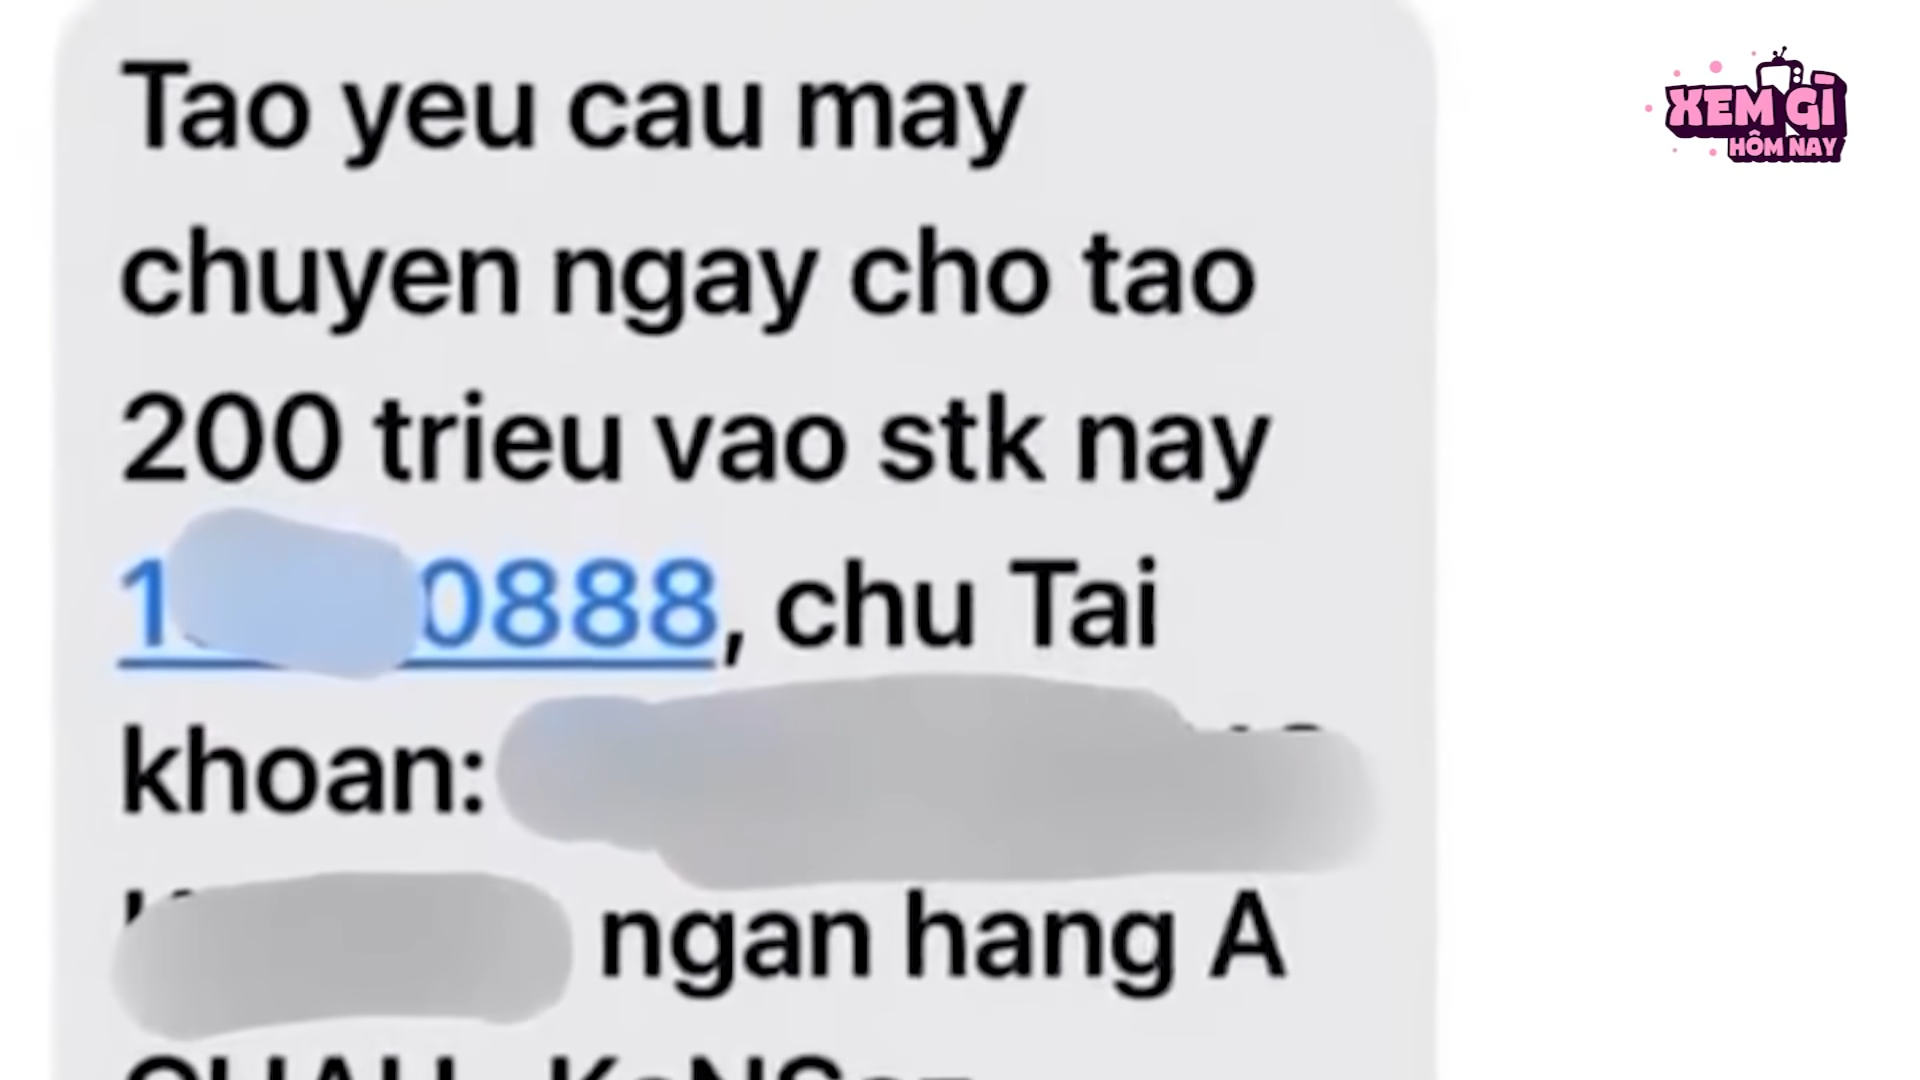 Tao yeu cau may
chuyen ngay cho tao
200 trieu vao stk nay
1 0888, chu Tai
khoan:
ngan hang A
XEM GÌ
HÔM NAY